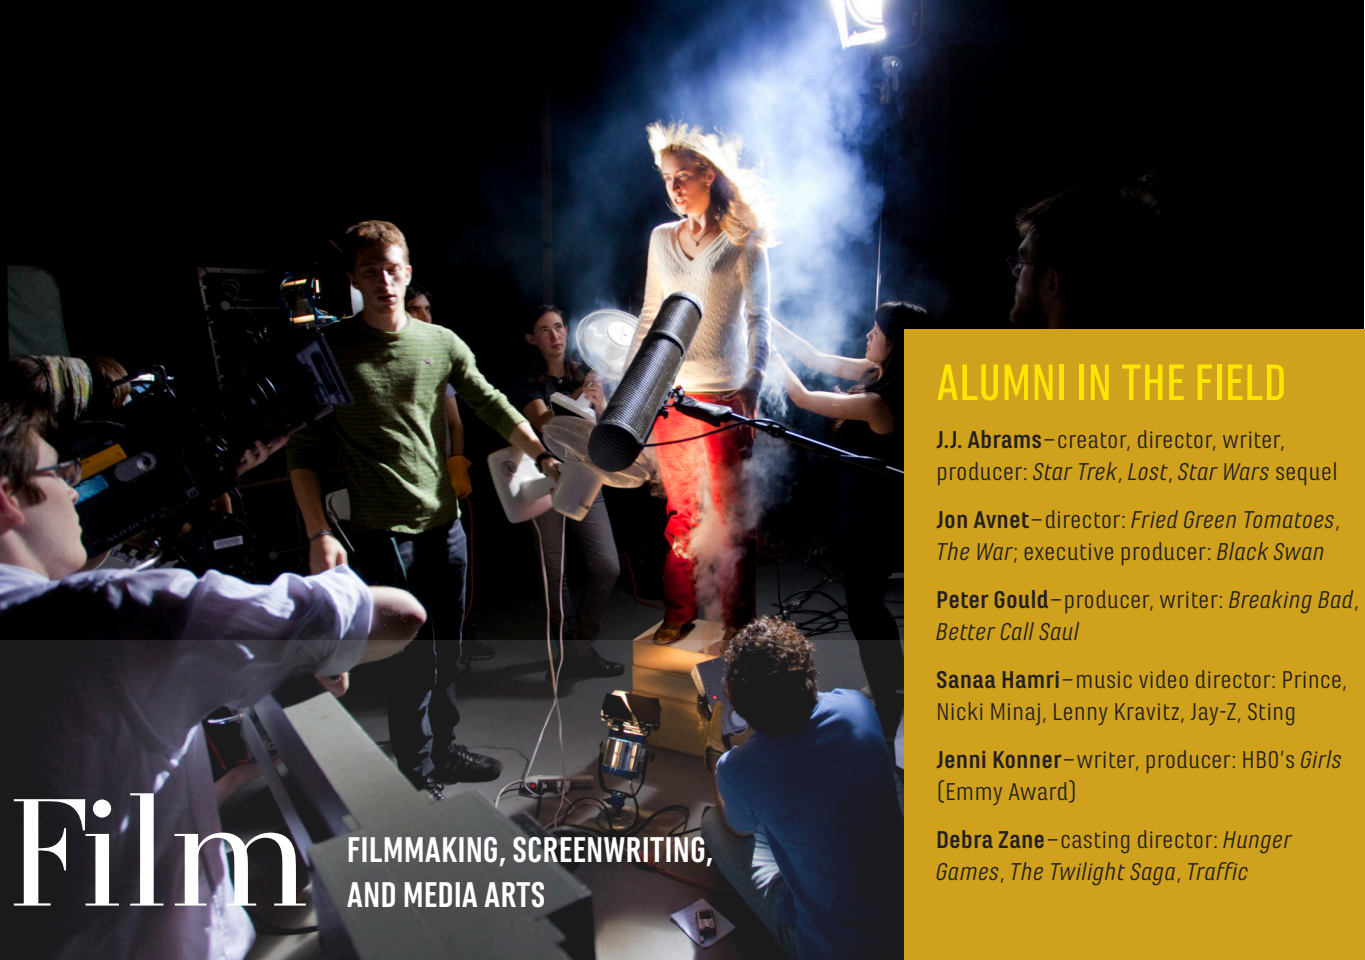 Film
FILMMAKING, SCREENWRITING,
AND MEDIA ARTS
ALUMNI IN THE FIELD
J.J. Abrams–creator, director, writer,
producer: Star Trek, Lost, Star Wars sequel
Jon Avnet–director: Fried Green Tomatoes,
The War; executive producer: Black Swan
Peter Gould–producer, writer: Breaking Bad,
Better Call Saul
Sanaa Hamri–music video director: Prince,
Nicki Minaj, Lenny Kravitz, Jay-Z, Sting
Jenni Konner–writer, producer: HBO's Girls
(Emmy Award)
Debra Zane–casting director: Hunger
Games, The Twilight Saga, Traffic